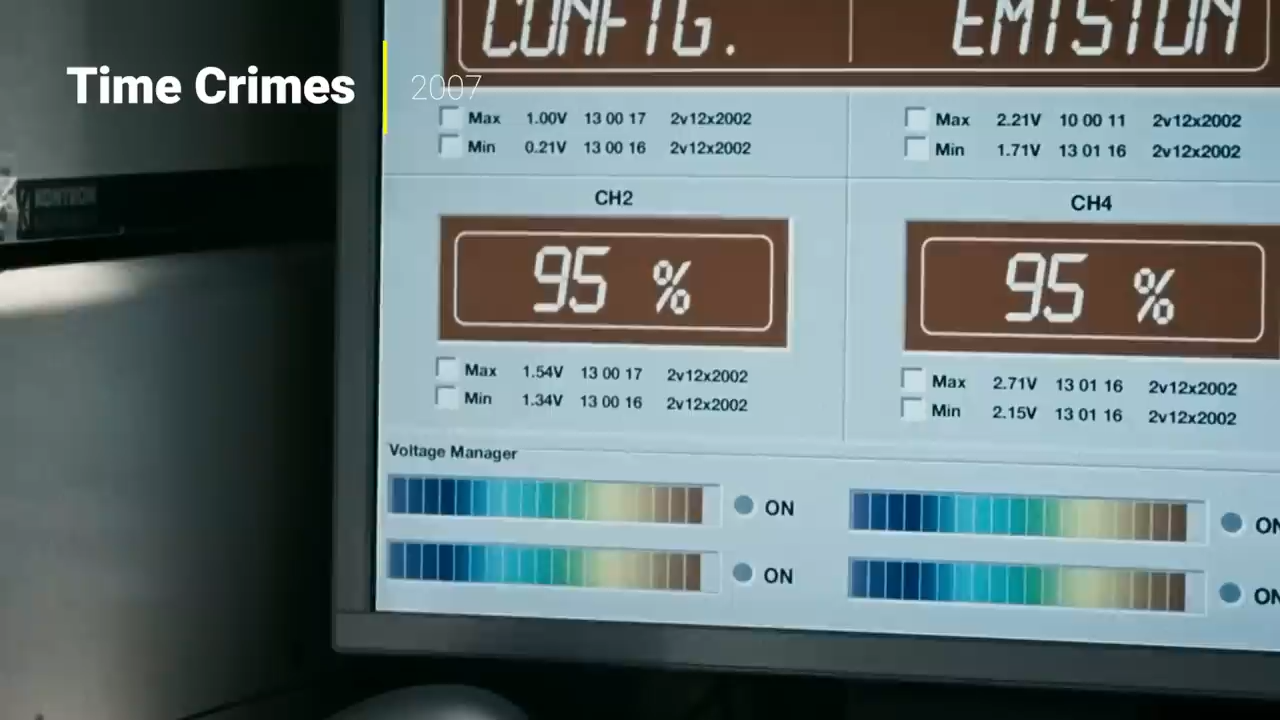 Time Crimes 2007
CONFIG. EMISION
Max 1.00V 13 00 17 2v12x2002
Min 0.21V 13 00 16 2v12x2002
Max 2.21V 10 00 11 2v12x2002
Min 1.71V 13 01 16 2v12x2002
CH2
95 %
Max 1.54V 13 00 17 2v12x2002
Min 1.34V 13 00 16 2v12x2002
CH4
95 %
Max 2.71V 13 01 16 2v12x2002
Min 2.15V 13 01 16 2v12x2002
Voltage Manager
ON
ON
ON
ON